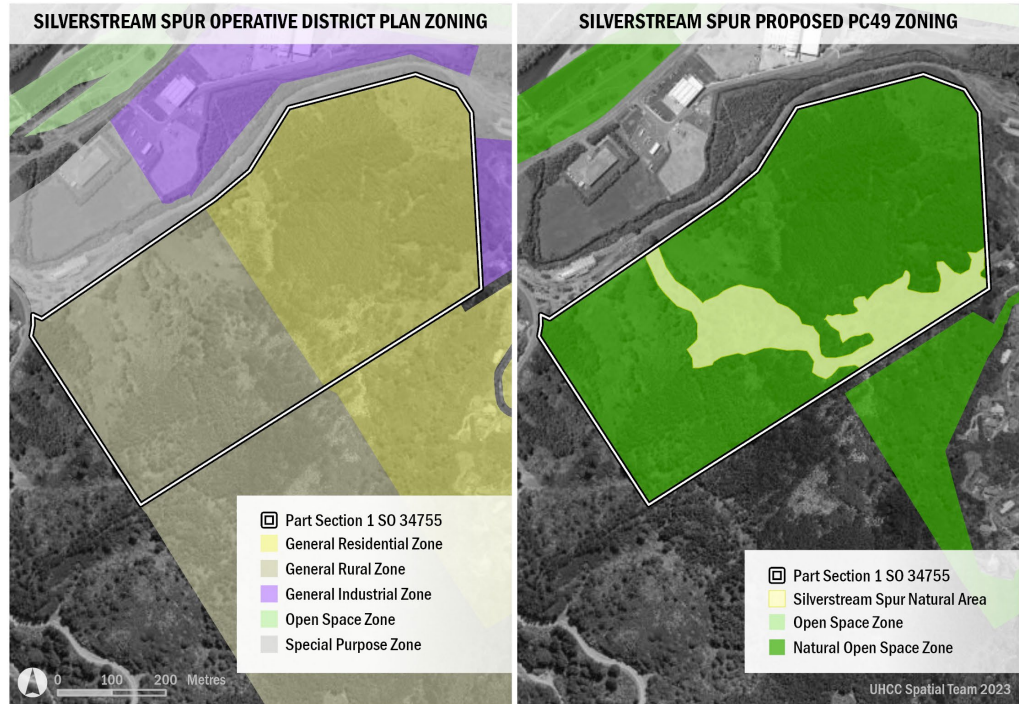 SILVERSTREAM SPUR OPERATIVE DISTRICT PLAN ZONING
Part Section 1 SO 34755
General Residential Zone
General Rural Zone
General Industrial Zone
Open Space Zone
Special Purpose Zone
0 100 200 Metres
SILVERSTREAM SPUR PROPOSED PC49 ZONING
Part Section 1 SO 34755
Silverstream Spur Natural Area
Open Space Zone
Natural Open Space Zone
UHCC Spatial Team 2023